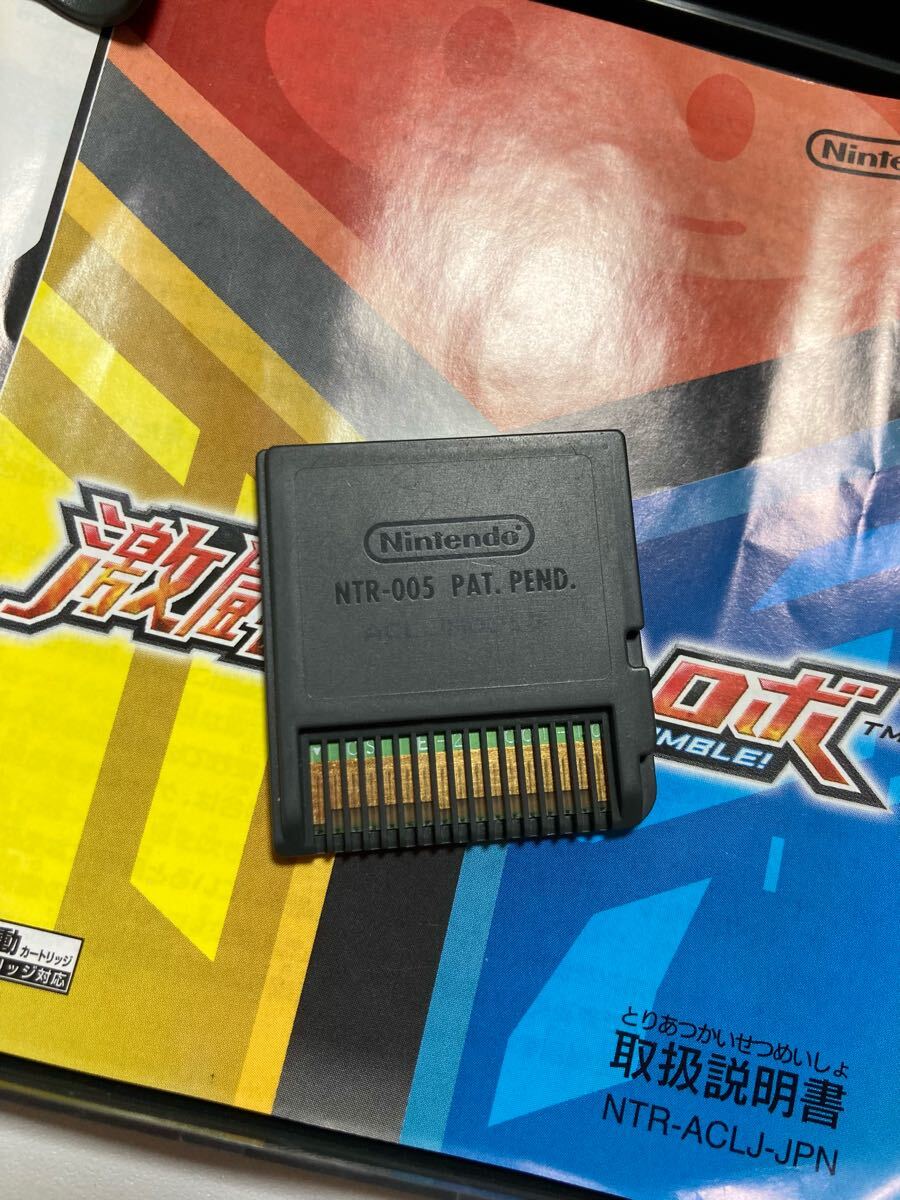 Ninte
激闘
ロボ™
MBLE!
Nintendo®
NTR-005 PAT. PEND.
動カートリッジ
リッジ対応
とりあつかいせつめいしょ
取扱説明書
NTR-ACLJ-JPN